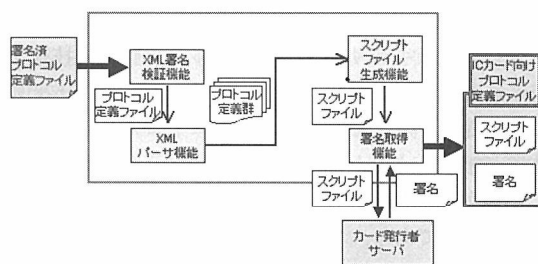 署名済
プロトコル
定義ファイル
XML署名
検証機能
プロトコル
定義ファイル
XML
パーサ機能
プロトコル
定義群
スクリプト
ファイル
生成機能
スクリプト
ファイル
署名取得
機能
スクリプト
ファイル
署名
カード発行者
サーバ
ICカード向け
プロトコル
定義ファイル
スクリプト
ファイル
署名